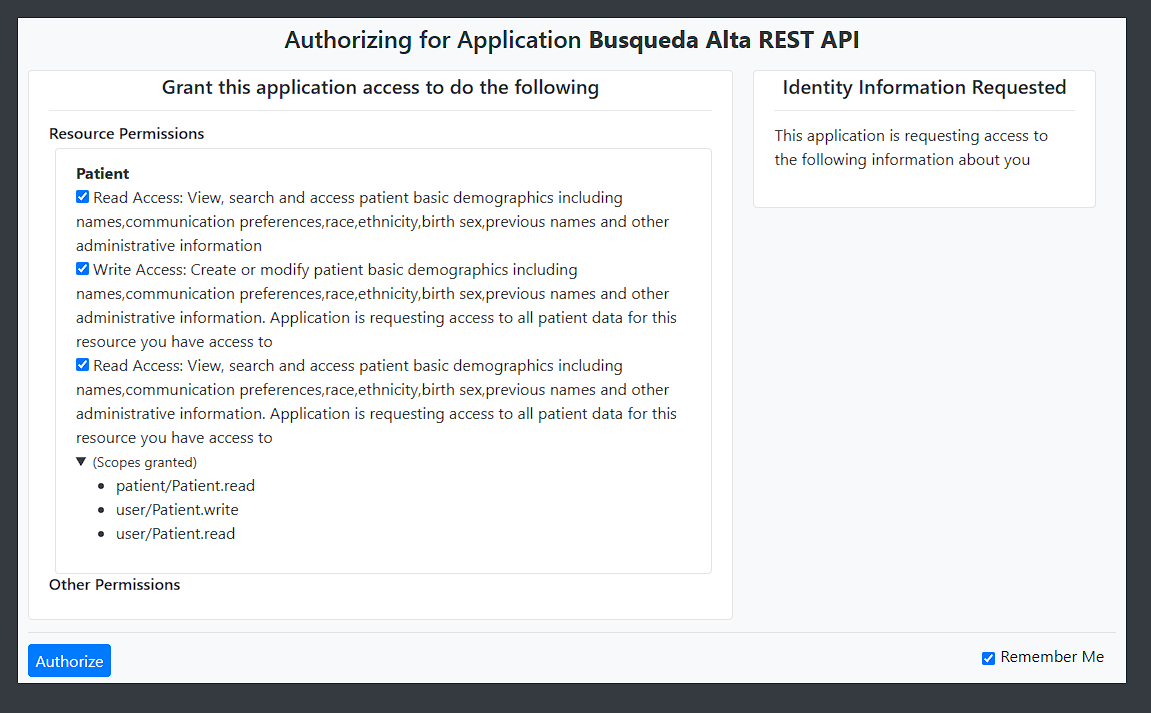 Authorizing for Application Busqueda Alta REST API
Grant this application access to do the following
Resource Permissions
Patient
Read Access: View, search and access patient basic demographics including
names,communication preferences,race,ethnicity,birth sex,previous names and other
administrative information
Write Access: Create or modify patient basic demographics including
names,communication preferences,race,ethnicity,birth sex,previous names and other
administrative information. Application is requesting access to all patient data for this
resource you have access to
Read Access: View, search and access patient basic demographics including
names,communication preferences,race,ethnicity,birth sex,previous names and other
administrative information. Application is requesting access to all patient data for this
resource you have access to
(Scopes granted)
patient/Patient.read
user/Patient.write
user/Patient.read
Other Permissions
Identity Information Requested
This application is requesting access to
the following information about you
Authorize
Remember Me